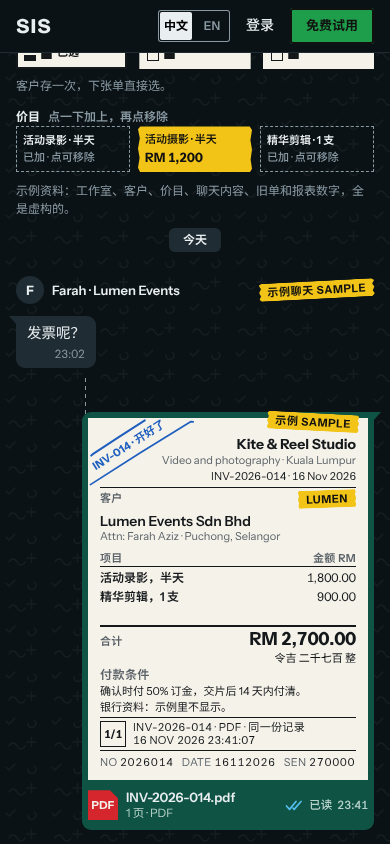 SIS
中文 EN
登录
免费试用
客户存一次，下张单直接选。
价目 点一下加上，再点移除
活动录影·半天
已加·点可移除
活动摄影·半天
RM 1,200
精华剪辑·1支
已加·点可移除
示例资料：工作室、客户、价目、聊天内容、旧单和报表数字，全
是虚构的。
今天
F
Farah·Lumen Events
示例聊天 SAMPLE
发票呢？
23:02
INV-014·开好了
示例 SAMPLE
Kite & Reel Studio
Video and photography·Kuala Lumpur
INV-2026-014·16 Nov 2026
客户
LUMEN
Lumen Events Sdn Bhd
Attn: Farah Aziz·Puchong, Selangor
项目 金额 RM
活动录影，半天 1,800.00
精华剪辑，1支 900.00
合计 RM 2,700.00
令吉 二千七百 整
付款条件
确认时付 50% 订金，交片后 14 天内付清。
银行资料：示例里不显示。
1/1
INV-2026-014·PDF·同一份记录
16 NOV 2026 23:41:07
NO 2026014 DATE 16112026 SEN 270000
PDF
INV-2026-014.pdf
1页·PDF
已读 23:41